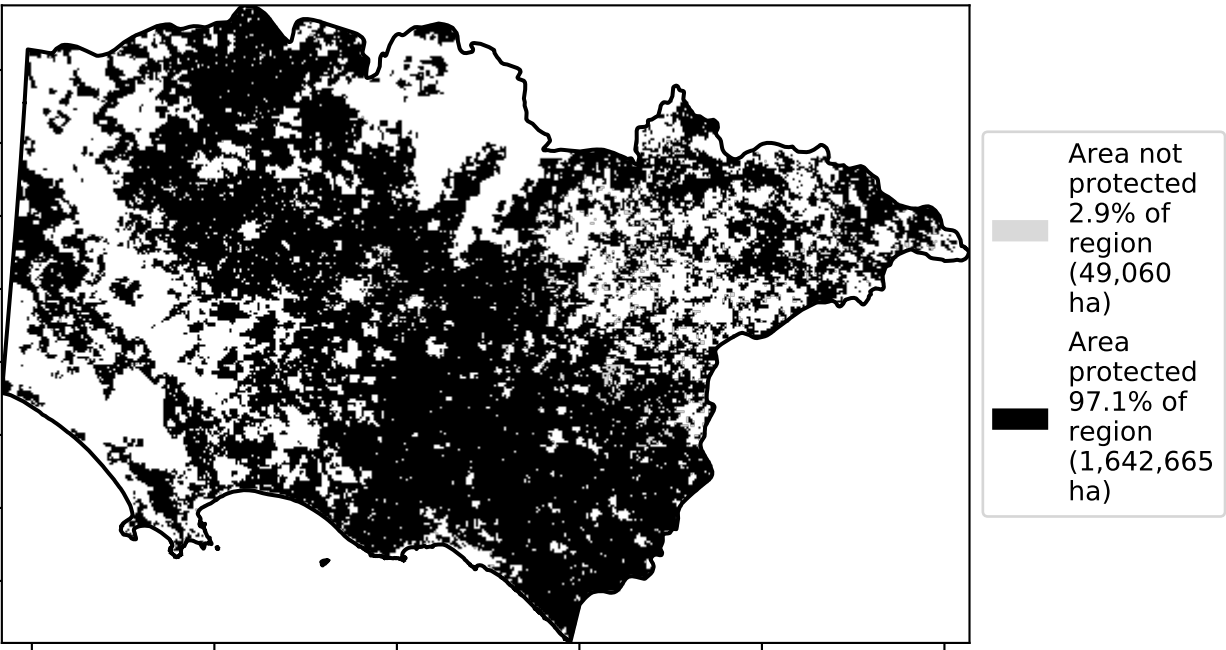 Area not
protected
2.9% of
region
(49,060
ha)
Area
protected
97.1% of
region
(1,642,665
ha)